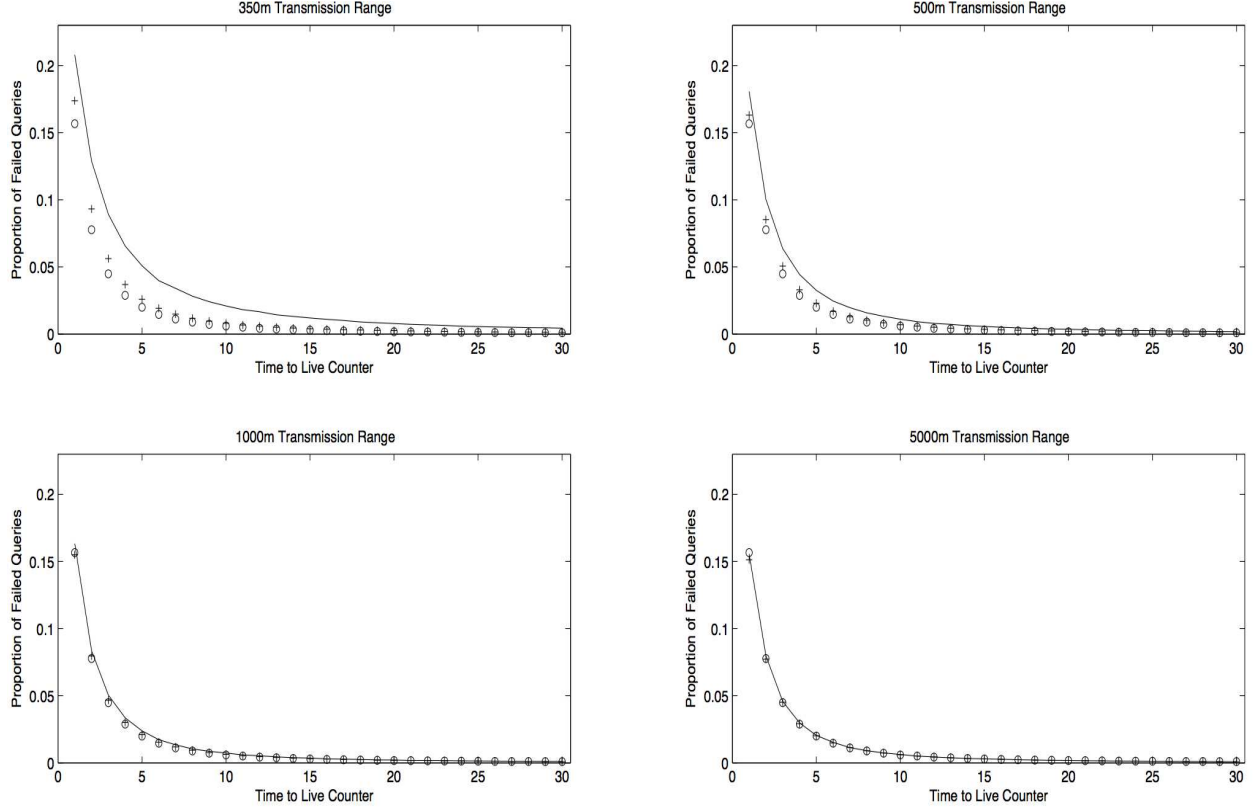 350m Transmission Range
Proportion of Failed Queries
0.2
0.15
0.1
0.05
0
0 5 10 15 20 25 30
Time to Live Counter
500m Transmission Range
Proportion of Failed Queries
0.2
0.15
0.1
0.05
0
0 5 10 15 20 25 30
Time to Live Counter
1000m Transmission Range
Proportion of Failed Queries
0.2
0.15
0.1
0.05
0
0 5 10 15 20 25 30
Time to Live Counter
5000m Transmission Range
Proportion of Failed Queries
0.2
0.15
0.1
0.05
0
0 5 10 15 20 25 30
Time to Live Counter